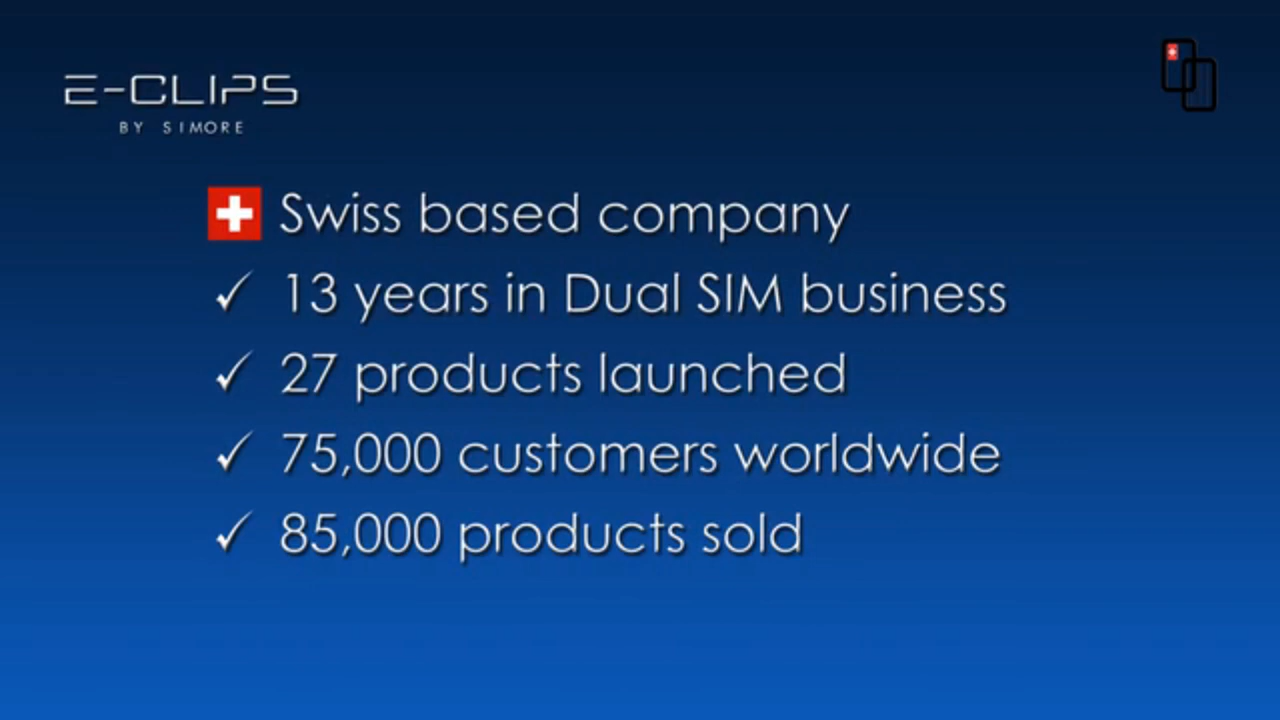 E-CLIPS
BY SIMORE
Swiss based company
✓ 13 years in Dual SIM business
✓ 27 products launched
✓ 75,000 customers worldwide
✓ 85,000 products sold